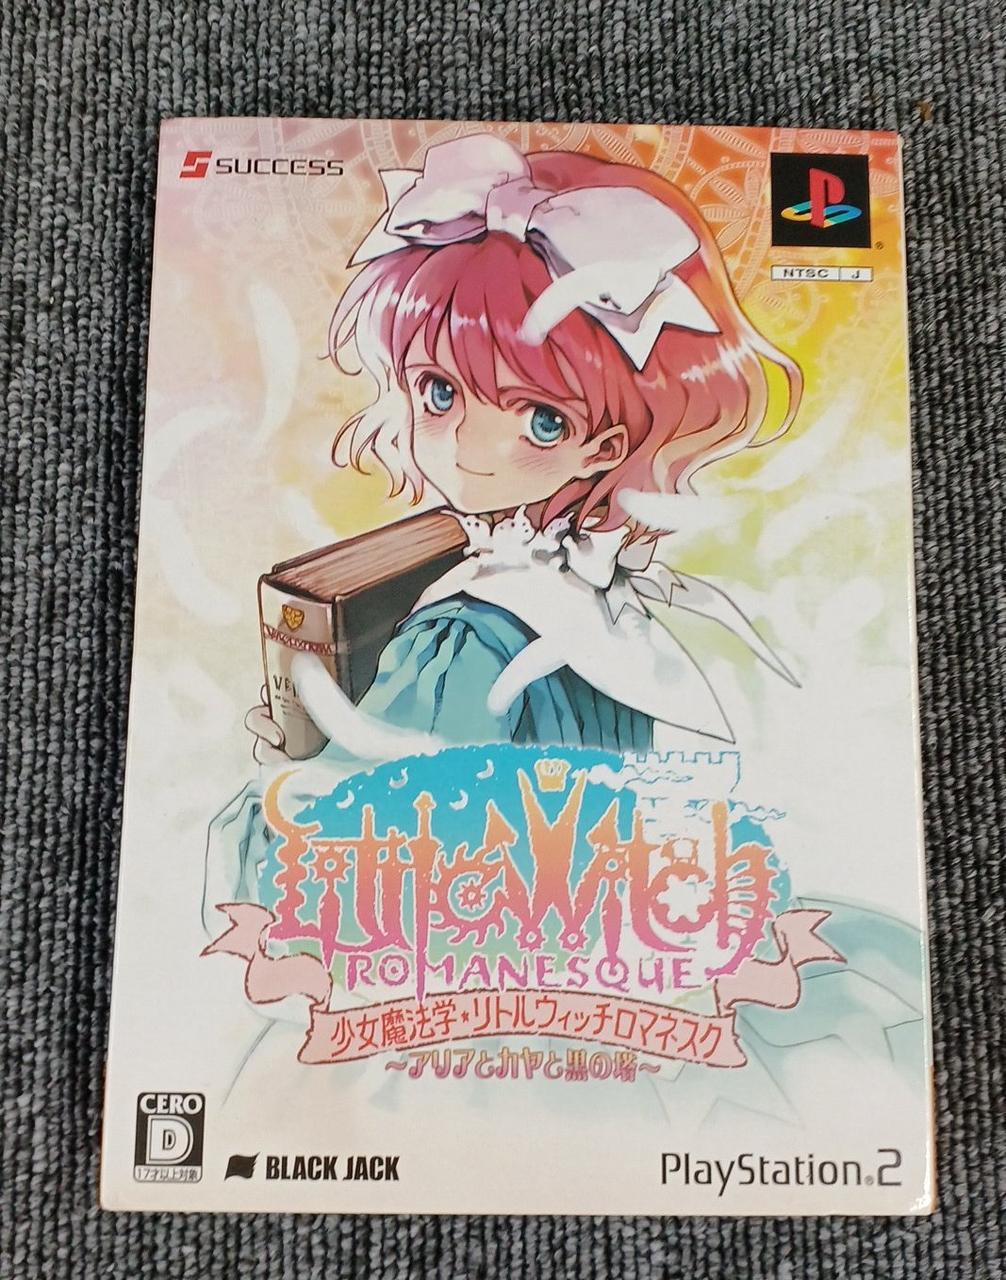 SUCCESS
NTSC J
Little Witch
ROMANESQUE
少女魔法学★リトルウィッチロマネスク
~アリアとカヤと黒の塔~
CERO
D
17才以上対象
BLACK JACK
PlayStation®2